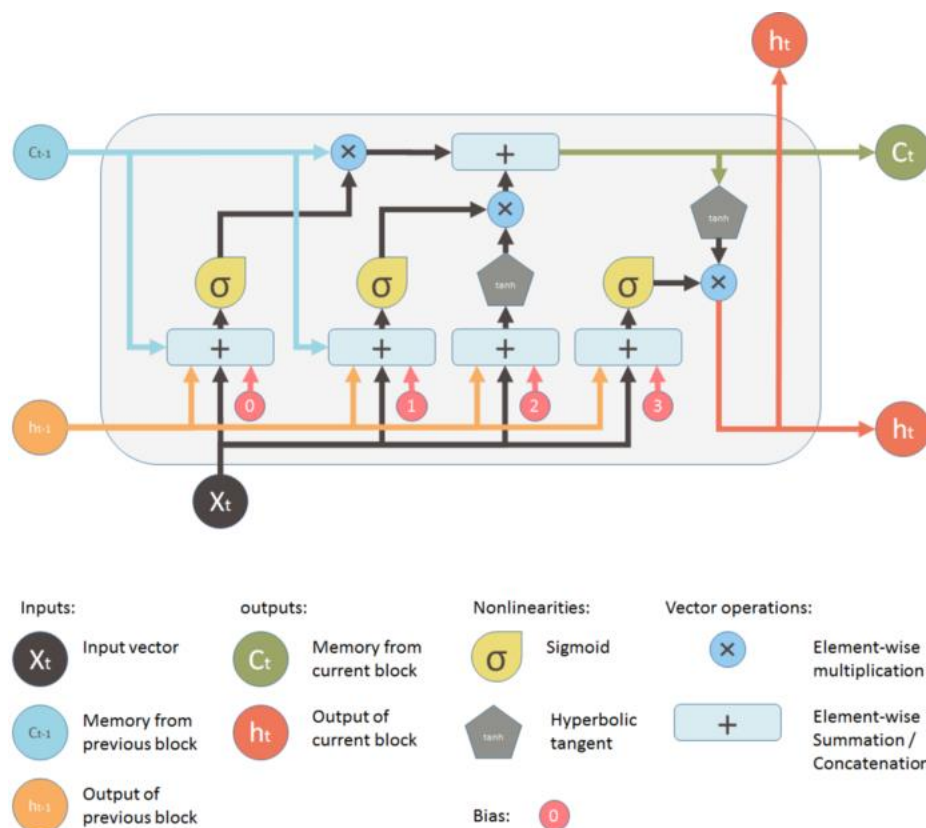 ht
Ct-1
×
+
Ct
×
tanh
σ
σ
tanh
σ
×
+
+
+
+
0
1
2
3
ht-1
ht
Xt
Inputs:
outputs:
Nonlinearities:
Vector operations:
Xt
Input vector
Ct
Memory from
current block
σ
Sigmoid
×
Element-wise
multiplication
Ct-1
Memory from
previous block
ht
Output of
current block
tanh
Hyperbolic
tangent
+
Element-wise
Summation /
Concatenation
ht-1
Output of
previous block
Bias:
0